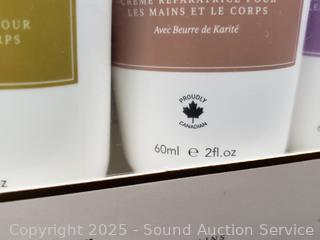 CRÈME RÉPARATRICE POUR
LES MAINS ET LE CORPS
Avec Beurre de Karité
OUR
RPS
PROUDLY
CANADIAN
60ml e 2fl.oz
Copyright © 2025 - Sound Auction Service